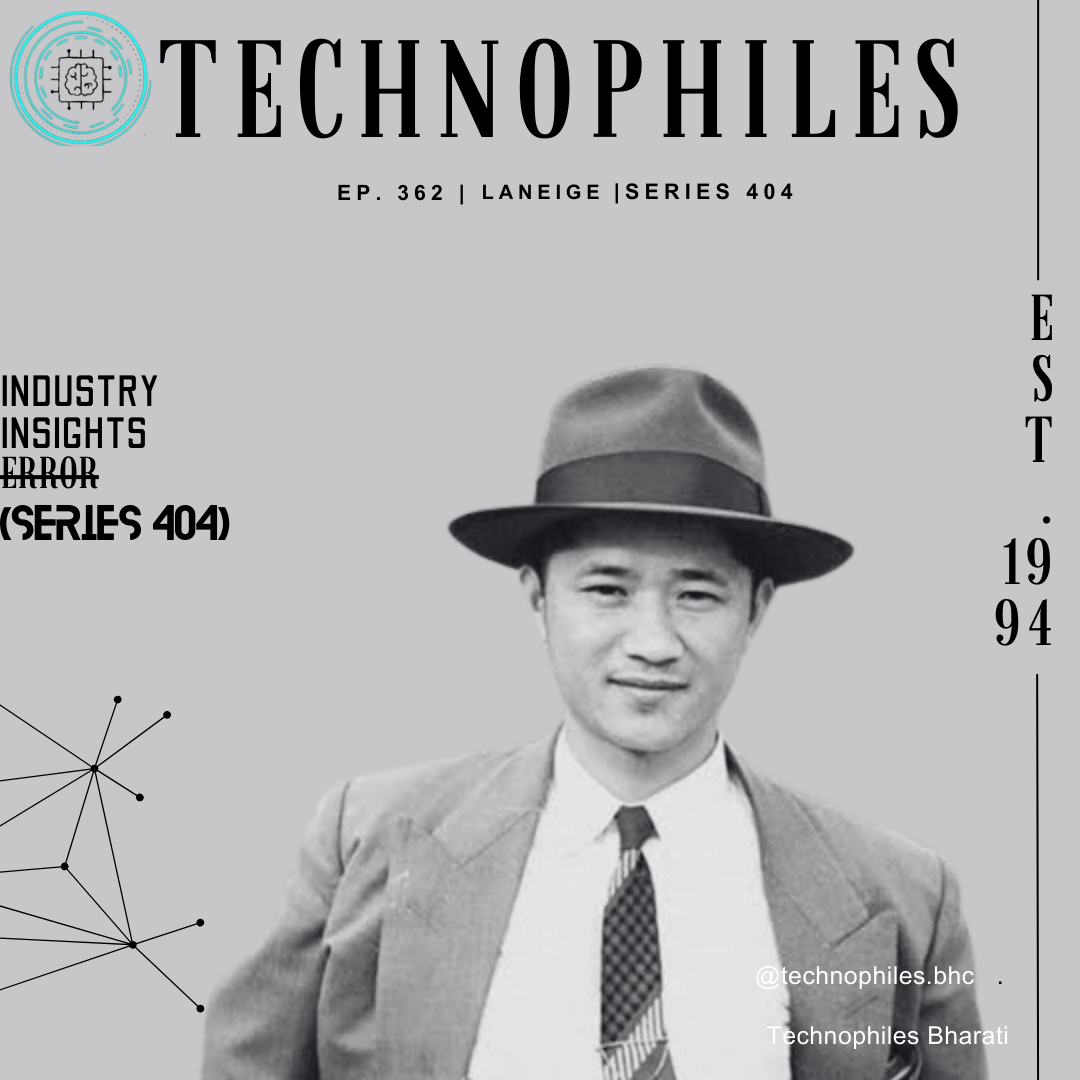 TECHNOPHILES
EP. 362 | LANEIGE |SERIES 404
INDUSTRY
INSIGHTS
ERROR
(SERIES 404)
E
S
T
.
19
94
@technophiles.bhc .
Technophiles Bharati